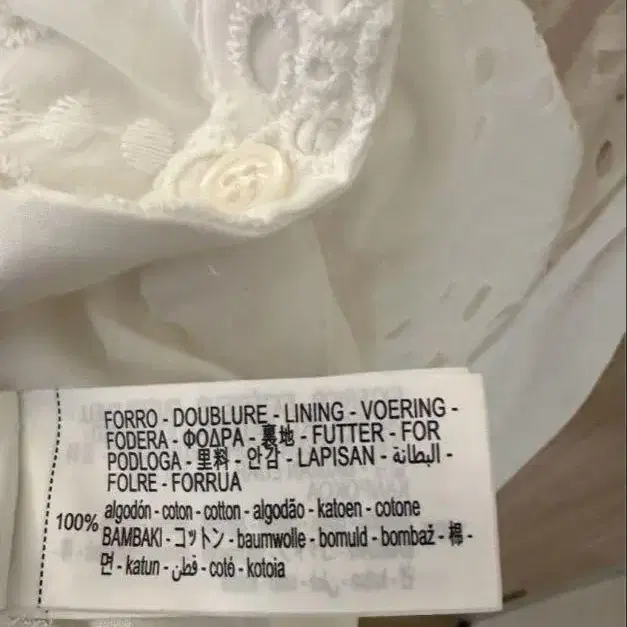 FORRO - DOUBLURE - LINING - VOERING -
FODERA - ΦΟΔΡΑ - 裏地 - FUTTER - FOR
PODLOGA - 里料 - 안감 - LAPISAN - البطانة -
FOLRE - FORRUA
100% algodón - coton - cotton - algodão - katoen - cotone
BAMBAKI - コットン - baumwolle - bomuld - bombaž - 棉 -
면 - katun - قطن - cotó - kotoia